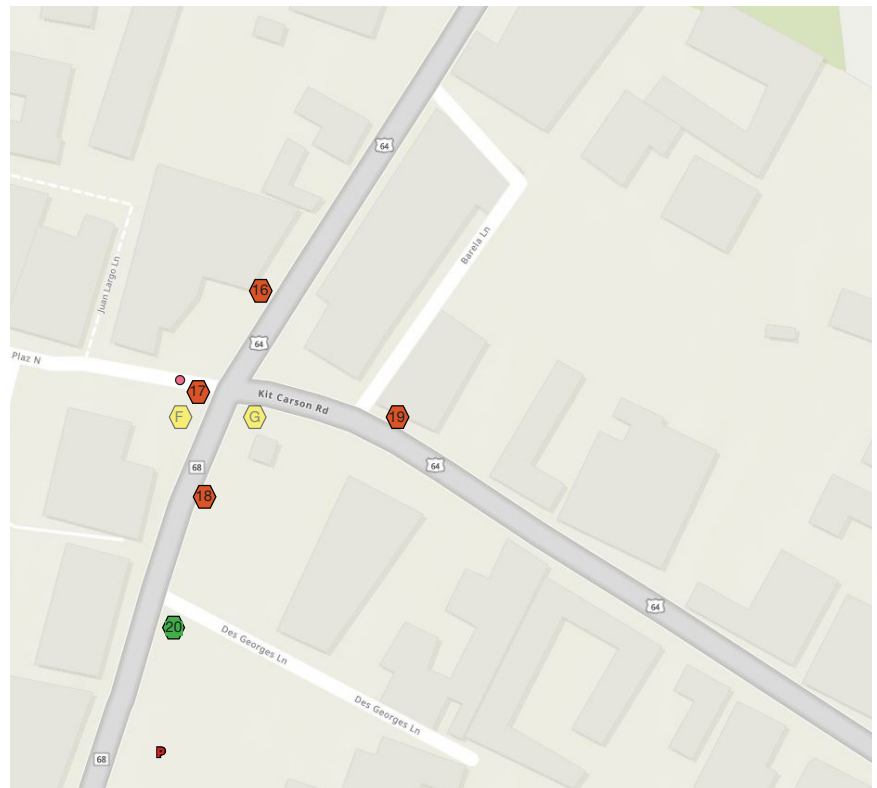 64
Barela Ln
Juan Largo Ln
16
64
Plaz N
17
Kit Carson Rd
F
G
19
68
64
18
64
20
Des Georges Ln
Des Georges Ln
P
68